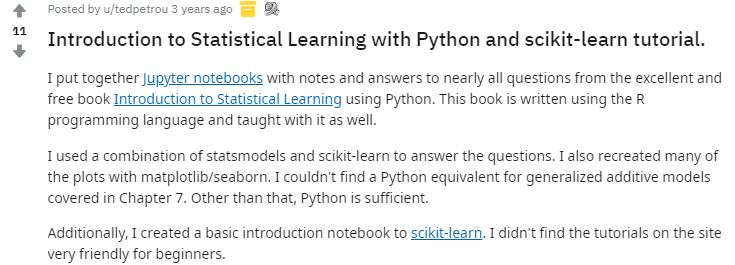 Posted by u/tedpetrou 3 years ago
11
Introduction to Statistical Learning with Python and scikit-learn tutorial.
I put together Jupyter notebooks with notes and answers to nearly all questions from the excellent and
free book Introduction to Statistical Learning using Python. This book is written using the R
programming language and taught with it as well.
I used a combination of statsmodels and scikit-learn to answer the questions. I also recreated many of
the plots with matplotlib/seaborn. I couldn't find a Python equivalent for generalized additive models
covered in Chapter 7. Other than that, Python is sufficient.
Additionally, I created a basic introduction notebook to scikit-learn. I didn't find the tutorials on the site
very friendly for beginners.